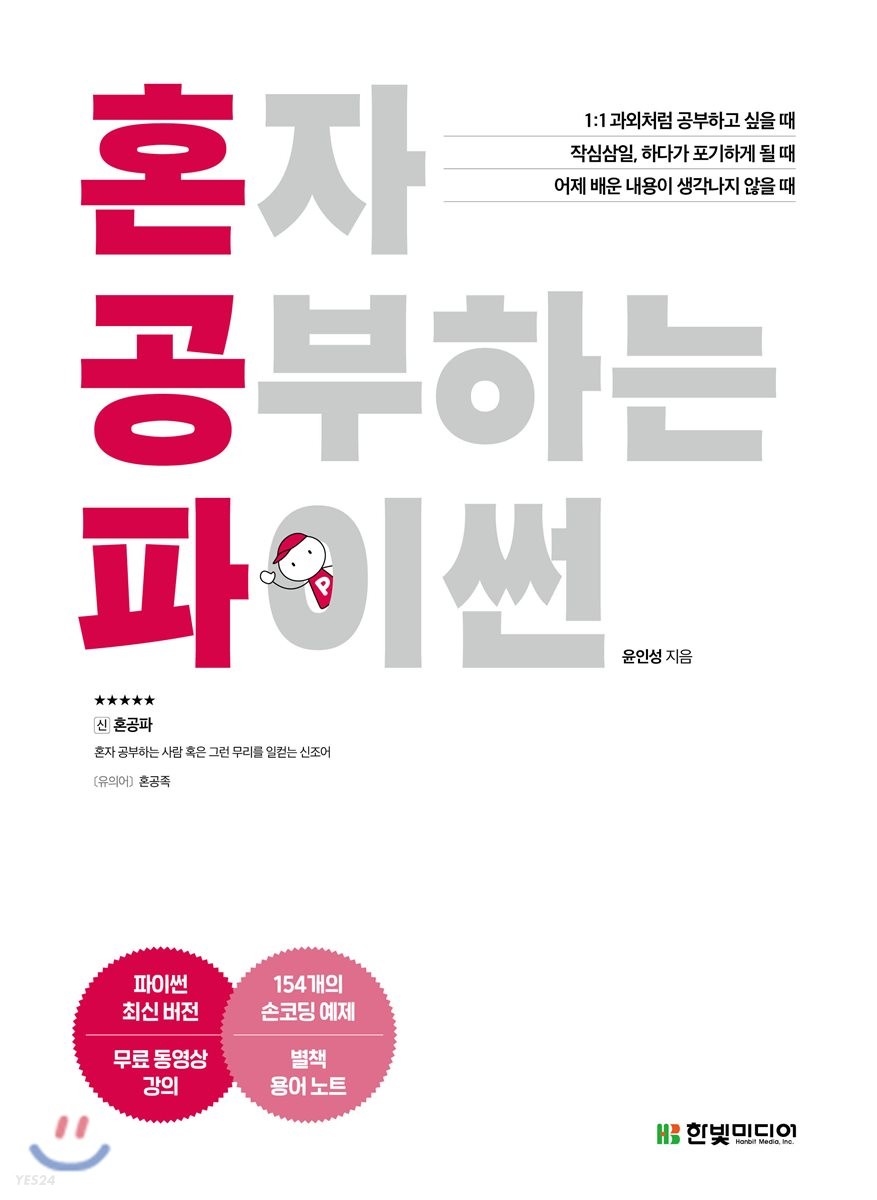 혼자
1:1 과외처럼 공부하고 싶을 때
작심삼일, 하다가 포기하게 될 때
어제 배운 내용이 생각나지 않을 때
공부하는
파이썬
P
윤인성 지음
★★★★★
신 혼공파
혼자 공부하는 사람 혹은 그런 무리를 일컫는 신조어
[유의어] 혼공족
파이썬
최신 버전
무료 동영상
강의
154개의
손코딩 예제
별책
용어 노트
HB 한빛미디어
Hanbit Media, Inc.
YES24